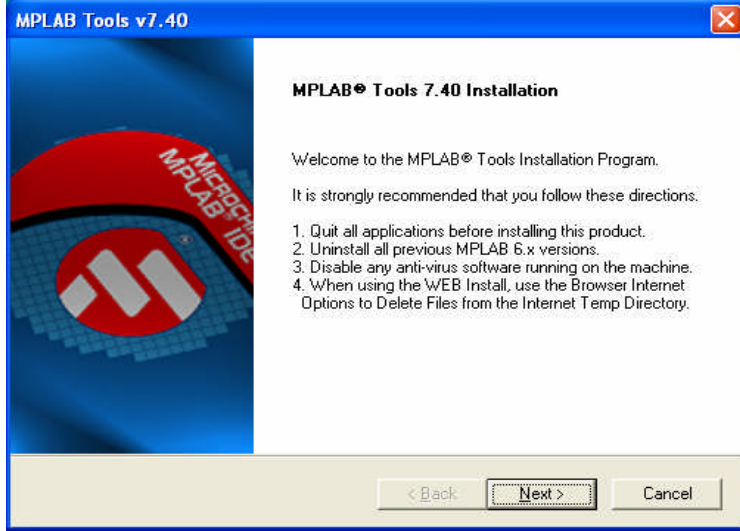 MPLAB Tools v7.40
MICROCHIP
MPLAB® IDE
MPLAB® Tools 7.40 Installation
Welcome to the MPLAB® Tools Installation Program.
It is strongly recommended that you follow these directions.
1. Quit all applications before installing this product.
2. Uninstall all previous MPLAB 6.x versions.
3. Disable any anti-virus software running on the machine.
4. When using the WEB Install, use the Browser Internet
Options to Delete Files from the Internet Temp Directory.
< Back
Next >
Cancel